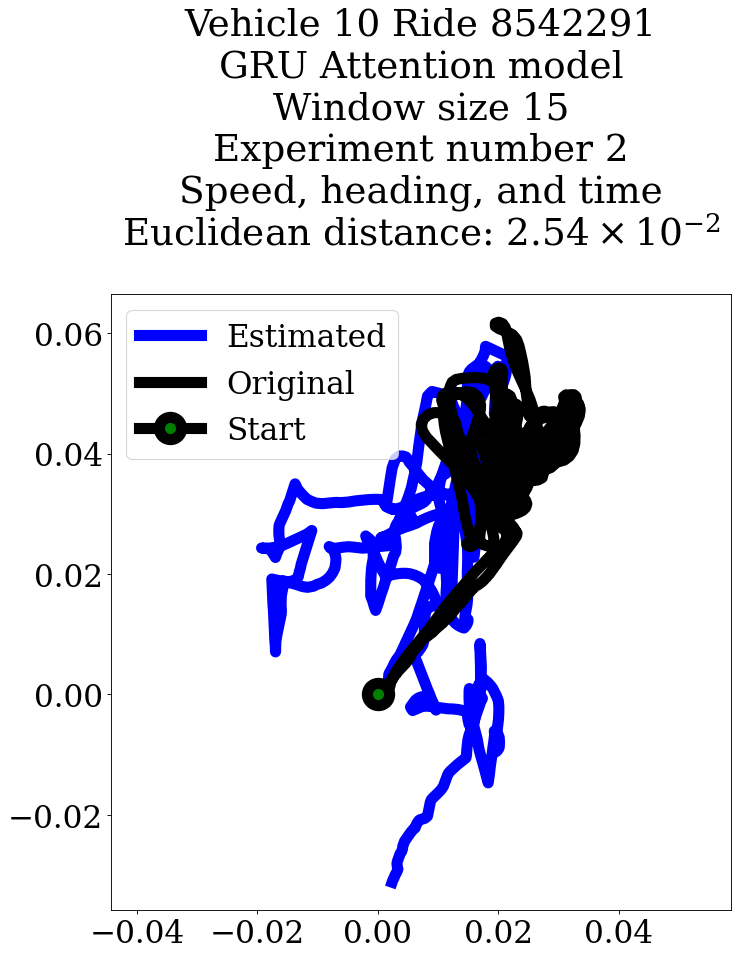 Vehicle 10 Ride 8542291
GRU Attention model
Window size 15
Experiment number 2
Speed, heading, and time
Euclidean distance: 2.54 × 10⁻²
Estimated
Original
Start
0.06
0.04
0.02
0.00
−0.02
−0.04 −0.02 0.00 0.02 0.04